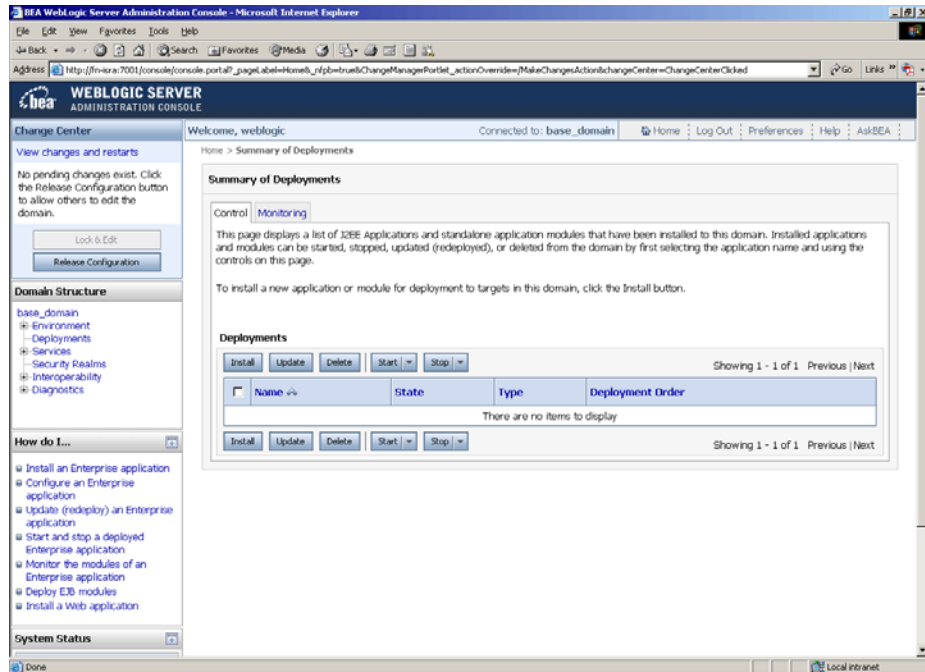 BEA WebLogic Server Administration Console - Microsoft Internet Explorer
File Edit View Favorites Tools Help
Back Search Favorites Media
Address http://fn-isra:7001/console/console.portal?_pageLabel=Home&_nfpb=true&ChangeManagerPortlet_actionOverride=/MakeChangesAction&changeCenter=ChangeCenterClicked Go Links »
bea WEBLOGIC SERVER
ADMINISTRATION CONSOLE
Change Center
View changes and restarts
No pending changes exist. Click
the Release Configuration button
to allow others to edit the
domain.
Lock & Edit
Release Configuration
Domain Structure
base_domain
Environment
Deployments
Services
Security Realms
Interoperability
Diagnostics
How do I...
Install an Enterprise application
Configure an Enterprise
application
Update (redeploy) an Enterprise
application
Start and stop a deployed
Enterprise application
Monitor the modules of an
Enterprise application
Deploy EJB modules
Install a Web application
System Status
Welcome, weblogic Connected to: base_domain Home Log Out Preferences Help AskBEA
Home > Summary of Deployments
Summary of Deployments
Control Monitoring
This page displays a list of J2EE Applications and standalone application modules that have been installed to this domain. Installed applications
and modules can be started, stopped, updated (redeployed), or deleted from the domain by first selecting the application name and using the
controls on this page.
To install a new application or module for deployment to targets in this domain, click the Install button.
Deployments
Install Update Delete Start Stop Showing 1 - 1 of 1 Previous | Next
Name State Type Deployment Order
There are no items to display
Install Update Delete Start Stop Showing 1 - 1 of 1 Previous | Next
Done Local intranet